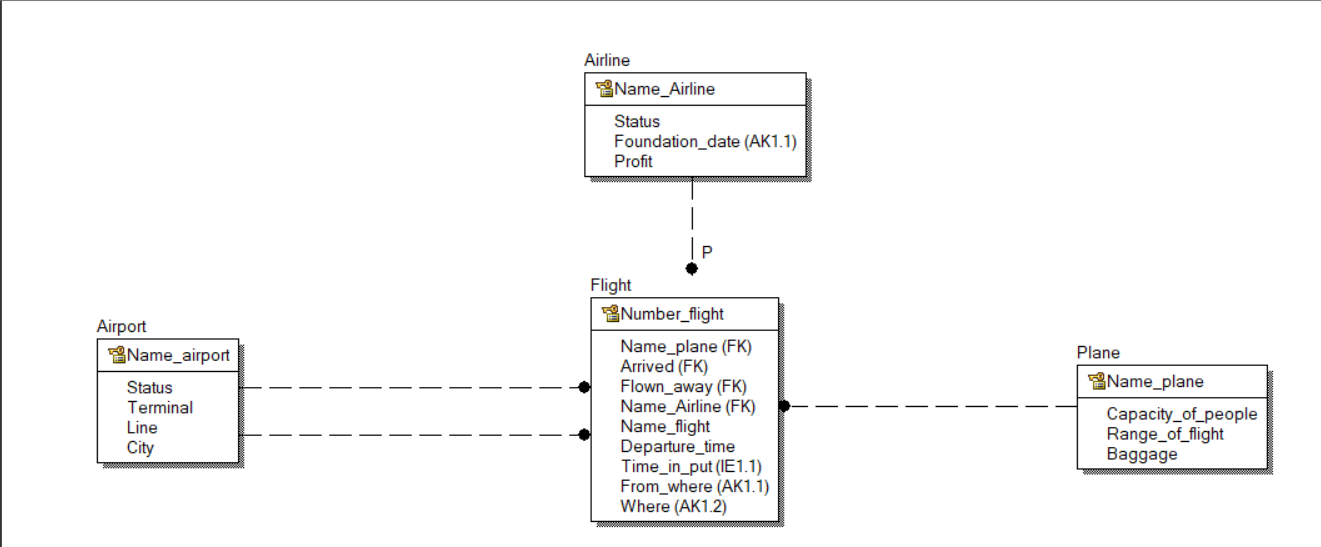 Airline
Name_Airline
Status
Foundation_date (AK1.1)
Profit
P
Flight
Number_flight
Name_plane (FK)
Arrived (FK)
Flown_away (FK)
Name_Airline (FK)
Name_flight
Departure_time
Time_in_put (IE1.1)
From_where (AK1.1)
Where (AK1.2)
Airport
Name_airport
Status
Terminal
Line
City
Plane
Name_plane
Capacity_of_people
Range_of_flight
Baggage